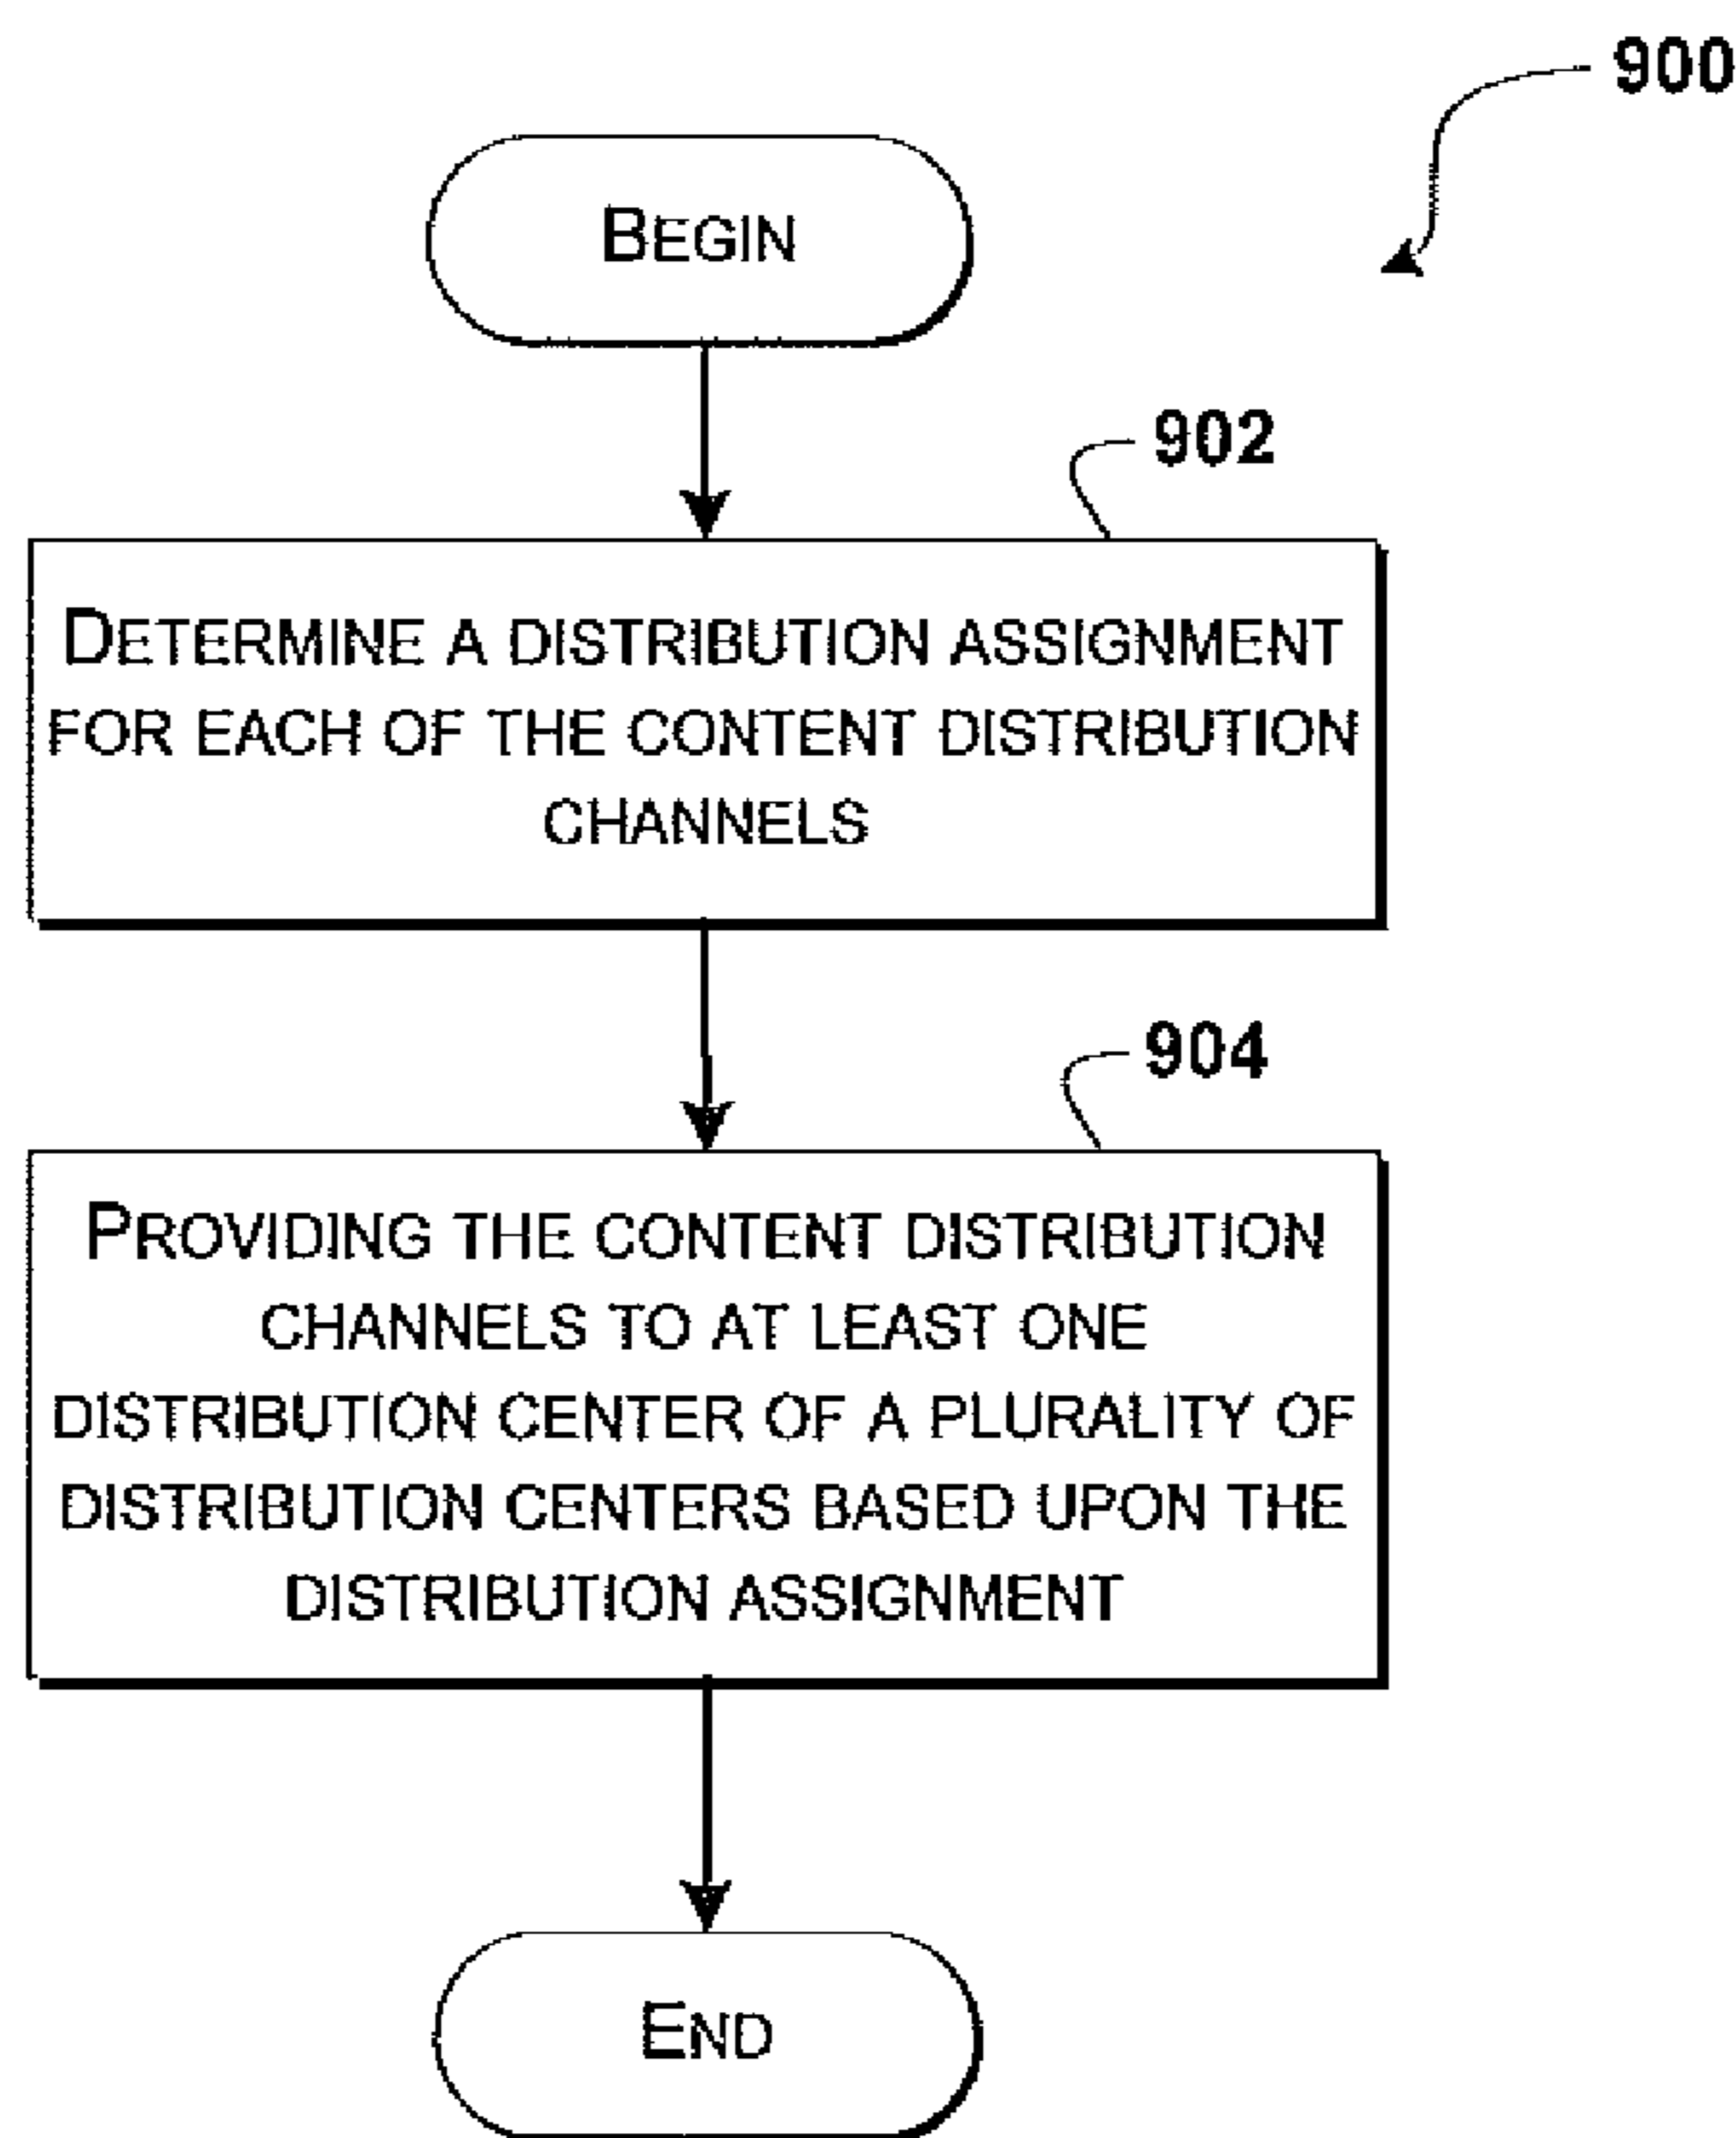 900
BEGIN
902
DETERMINE A DISTRIBUTION ASSIGNMENT
FOR EACH OF THE CONTENT DISTRIBUTION
CHANNELS
904
PROVIDING THE CONTENT DISTRIBUTION
CHANNELS TO AT LEAST ONE
DISTRIBUTION CENTER OF A PLURALITY OF
DISTRIBUTION CENTERS BASED UPON THE
DISTRIBUTION ASSIGNMENT
END